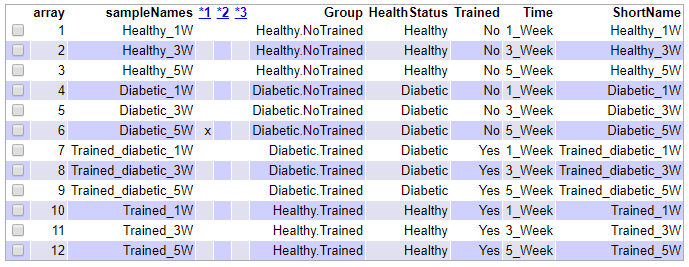 array sampleNames *1 *2 *3 Group HealthStatus Trained Time ShortName
1 Healthy_1W Healthy.NoTrained Healthy No 1_Week Healthy_1W
2 Healthy_3W Healthy.NoTrained Healthy No 3_Week Healthy_3W
3 Healthy_5W Healthy.NoTrained Healthy No 5_Week Healthy_5W
4 Diabetic_1W Diabetic.NoTrained Diabetic No 1_Week Diabetic_1W
5 Diabetic_3W Diabetic.NoTrained Diabetic No 3_Week Diabetic_3W
6 Diabetic_5W x Diabetic.NoTrained Diabetic No 5_Week Diabetic_5W
7 Trained_diabetic_1W Diabetic.Trained Diabetic Yes 1_Week Trained_diabetic_1W
8 Trained_diabetic_3W Diabetic.Trained Diabetic Yes 3_Week Trained_diabetic_3W
9 Trained_diabetic_5W Diabetic.Trained Diabetic Yes 5_Week Trained_diabetic_5W
10 Trained_1W Healthy.Trained Healthy Yes 1_Week Trained_1W
11 Trained_3W Healthy.Trained Healthy Yes 3_Week Trained_3W
12 Trained_5W Healthy.Trained Healthy Yes 5_Week Trained_5W